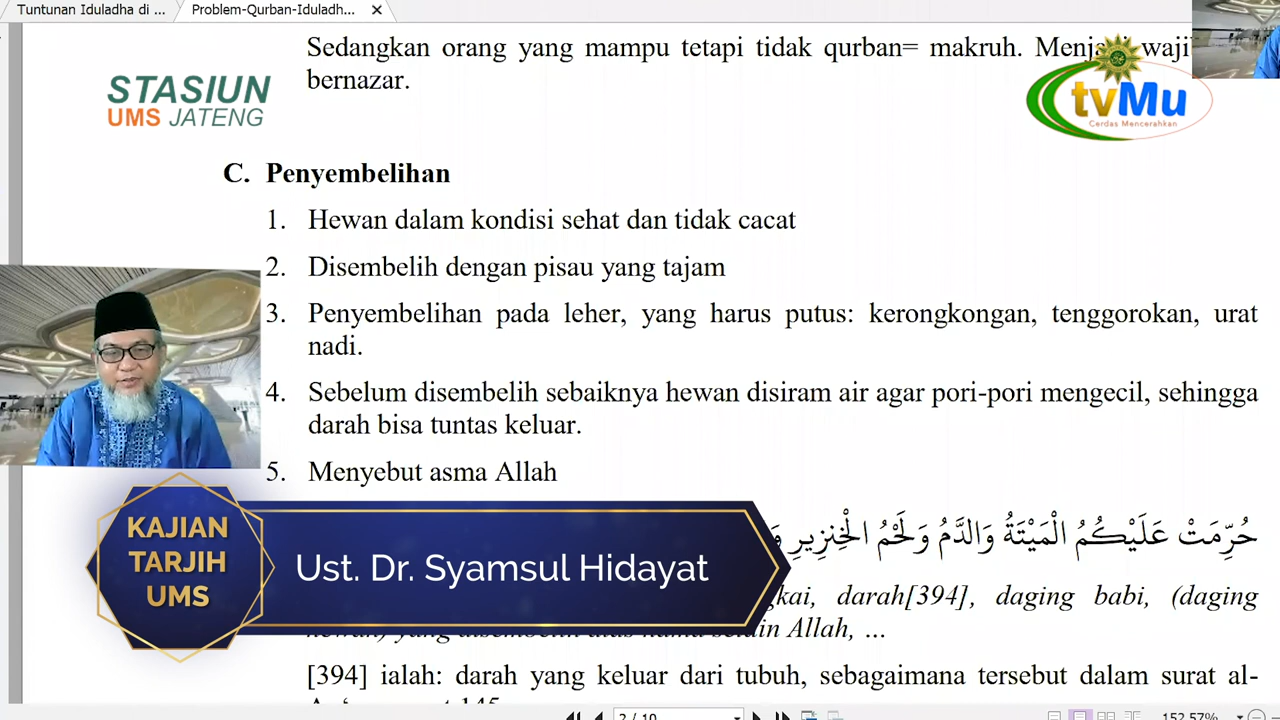 Tuntunan Iduladha di ...
Problem-Qurban-Iduladh...
Sedangkan orang yang mampu tetapi tidak qurban= makruh.
bernazar.
STASIUN
UMS JATENG
tvMu
Cerdas Mencerahkan
C. Penyembelihan
1. Hewan dalam kondisi sehat dan tidak cacat
2. Disembelih dengan pisau yang tajam
3. Penyembelihan pada leher, yang harus putus: kerongkongan, tenggorokan, urat
nadi.
4. Sebelum disembelih sebaiknya hewan disiram air agar pori-pori mengecil, sehingga
darah bisa tuntas keluar.
5. Menyebut asma Allah
حُرِّمَتْ عَلَيْكُمُ الْمَيْتَةُ وَالدَّمُ وَلَحْمُ الْخِنزِيرِ
darah[394], daging babi, (daging
Allah, ...
[394] ialah: darah yang keluar dari tubuh, sebagaimana tersebut dalam surat al-
KAJIAN
TARJIH
UMS
Ust. Dr. Syamsul Hidayat
2 / 10
152,57%